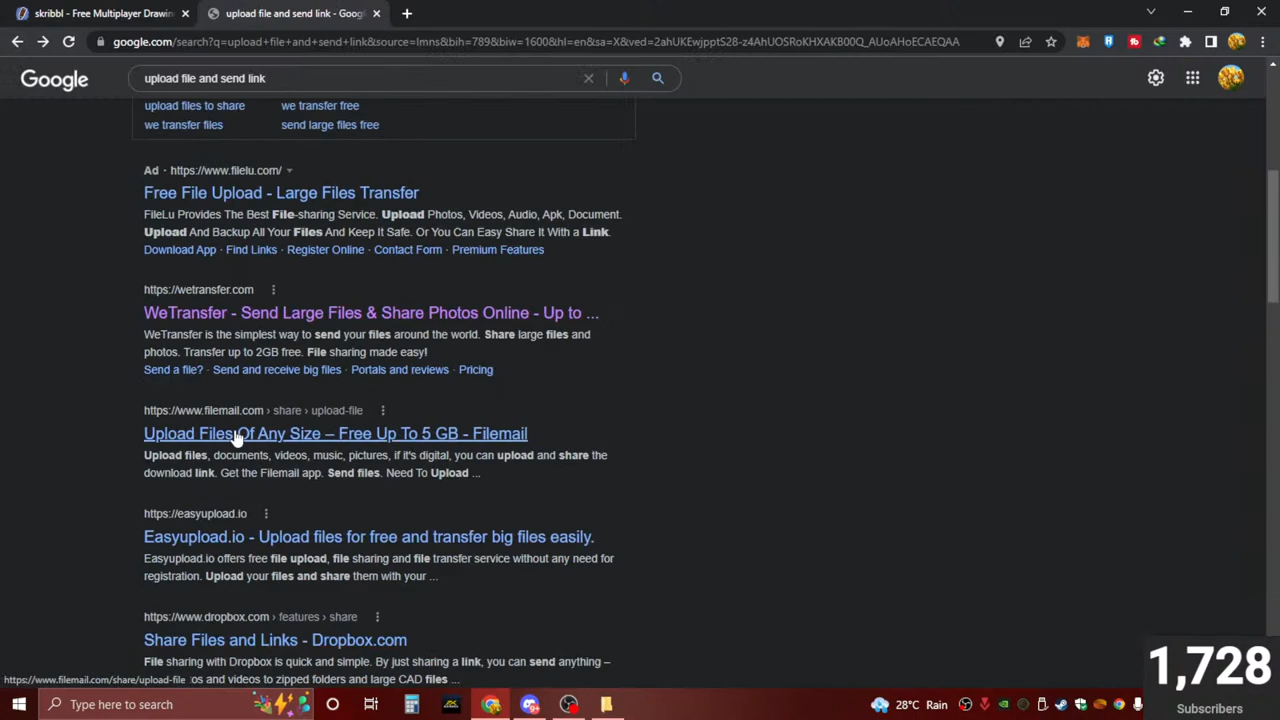 skribbl - Free Multiplayer Drawin
upload file and send link - Goog
google.com/search?q=upload+file+and+send+link&source=lmns&bih=789&biw=1600&hl=en&sa=X&ved=2ahUKEwjpptS28-z4AhUOSRoKHXAKB00Q_AUoAHoECAEQAA
Google
upload file and send link
upload files to share we transfer free
we transfer files send large files free
Ad · https://www.filelu.com/
Free File Upload - Large Files Transfer
FileLu Provides The Best File-sharing Service. Upload Photos, Videos, Audio, Apk, Document.
Upload And Backup All Your Files And Keep It Safe. Or You Can Easy Share It With a Link.
Download App · Find Links · Register Online · Contact Form · Premium Features
https://wetransfer.com
WeTransfer - Send Large Files & Share Photos Online - Up to ...
WeTransfer is the simplest way to send your files around the world. Share large files and
photos. Transfer up to 2GB free. File sharing made easy!
Send a file? · Send and receive big files · Portals and reviews · Pricing
https://www.filemail.com › share › upload-file
Upload Files Of Any Size – Free Up To 5 GB - Filemail
Upload files, documents, videos, music, pictures, if it's digital, you can upload and share the
download link. Get the Filemail app. Send files. Need To Upload ...
https://easyupload.io
Easyupload.io - Upload files for free and transfer big files easily.
Easyupload.io offers free file upload, file sharing and file transfer service without any need for
registration. Upload your files and share them with your ...
https://www.dropbox.com › features › share
Share Files and Links - Dropbox.com
File sharing with Dropbox is quick and simple. By just sharing a link, you can send anything –
https://www.filemail.com/share/upload-file os and videos to zipped folders and large CAD files ...
1,728
Subscribers
Type here to search
28°C Rain